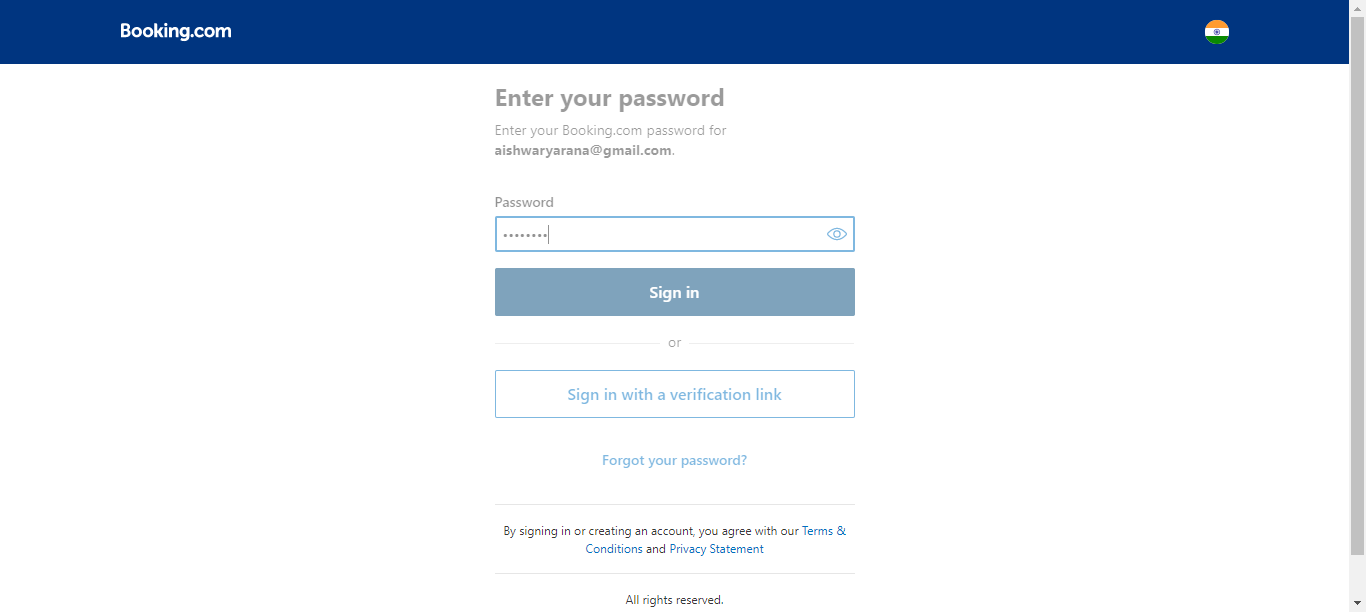 Booking.com
Enter your password
Enter your Booking.com password for
aishwaryarana@gmail.com.
Password
••••••••
Sign in
or
Sign in with a verification link
Forgot your password?
By signing in or creating an account, you agree with our Terms &
Conditions and Privacy Statement
All rights reserved.